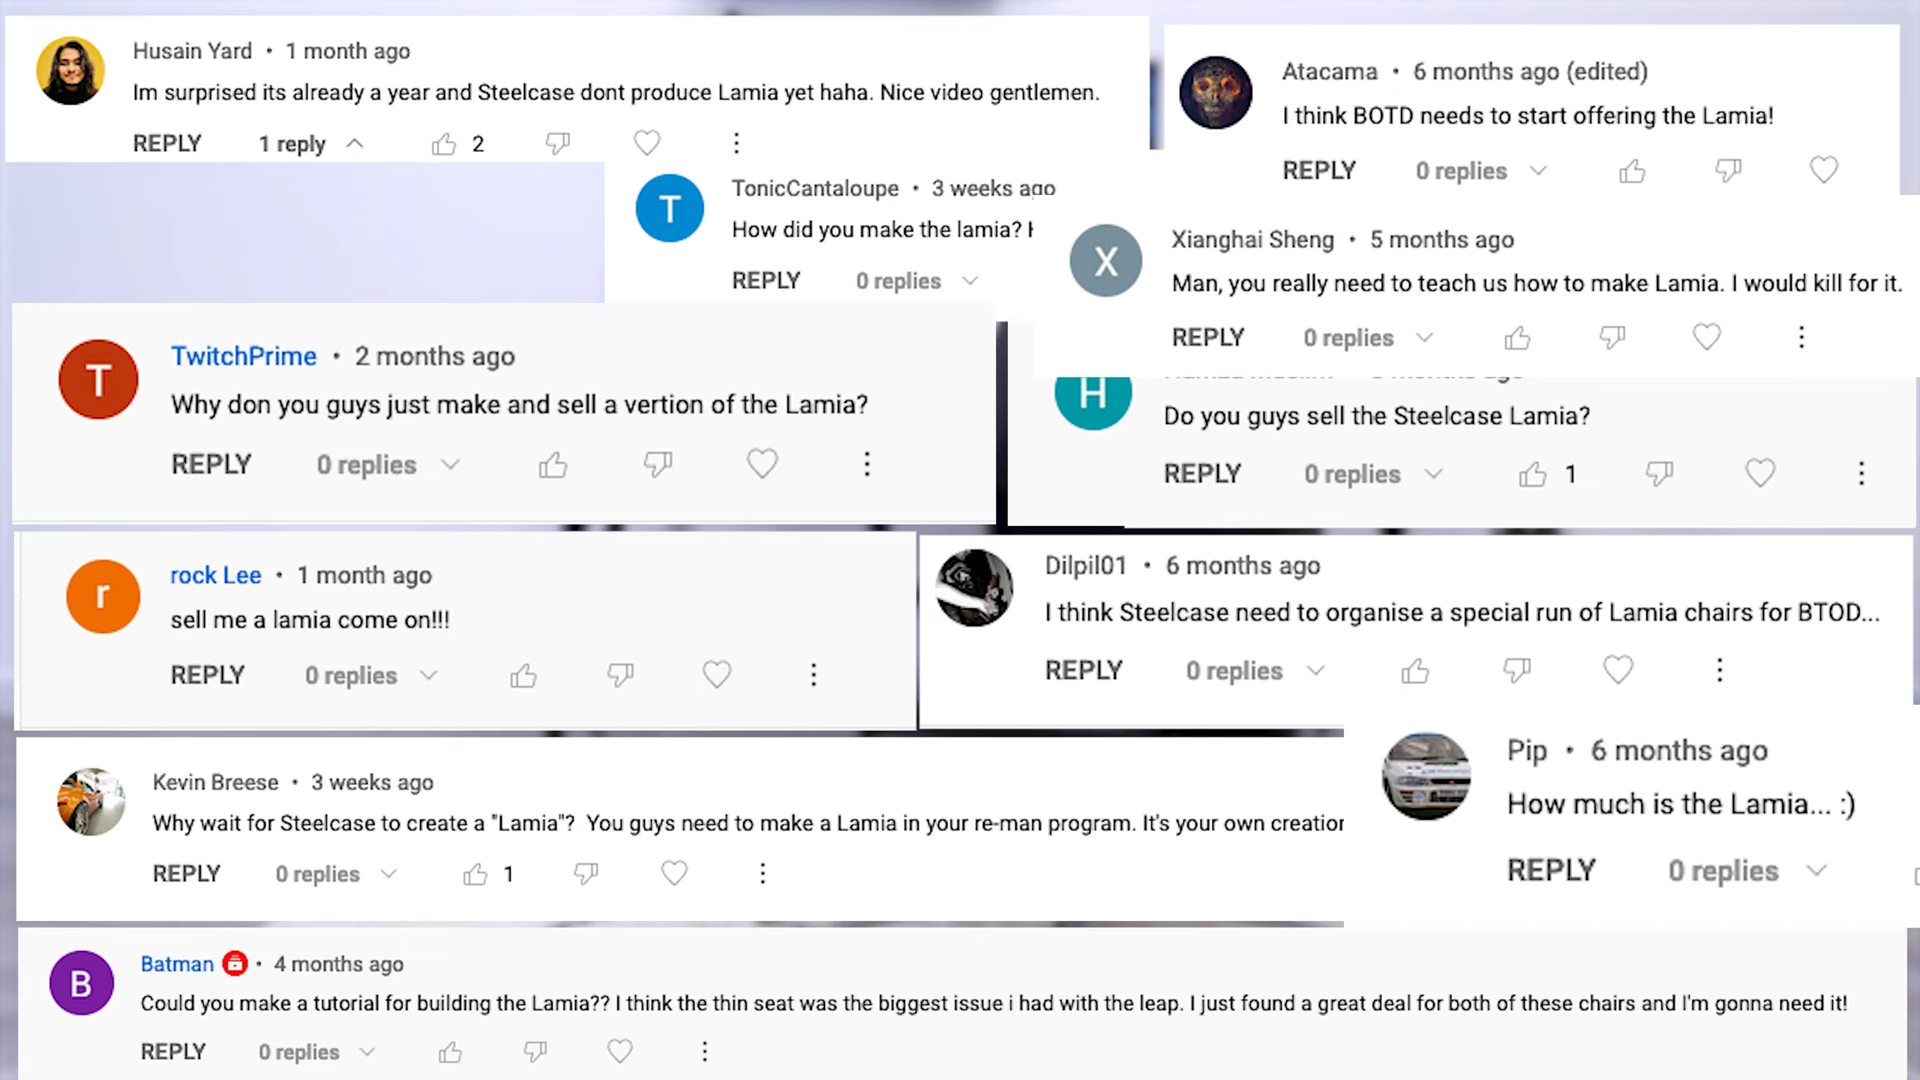 Husain Yard • 1 month ago
Im surprised its already a year and Steelcase dont produce Lamia yet haha. Nice video gentlemen.
REPLY 1 reply 2
Atacama • 6 months ago (edited)
I think BOTD needs to start offering the Lamia!
REPLY 0 replies
TonicCantaloupe • 3 weeks ago
How did you make the lamia?
REPLY 0 replies
Xianghai Sheng • 5 months ago
Man, you really need to teach us how to make Lamia. I would kill for it.
REPLY 0 replies
TwitchPrime • 2 months ago
Why don you guys just make and sell a vertion of the Lamia?
REPLY 0 replies
Do you guys sell the Steelcase Lamia?
REPLY 0 replies 1
rock Lee • 1 month ago
sell me a lamia come on!!!
REPLY 0 replies
Dilpil01 • 6 months ago
I think Steelcase need to organise a special run of Lamia chairs for BTOD...
REPLY 0 replies
Kevin Breese • 3 weeks ago
Why wait for Steelcase to create a "Lamia"? You guys need to make a Lamia in your re-man program. It's your own creation
REPLY 0 replies 1
Pip • 6 months ago
How much is the Lamia... :)
REPLY 0 replies
Batman • 4 months ago
Could you make a tutorial for building the Lamia?? I think the thin seat was the biggest issue i had with the leap. I just found a great deal for both of these chairs and I'm gonna need it!
REPLY 0 replies
T
X
T
H
r
B